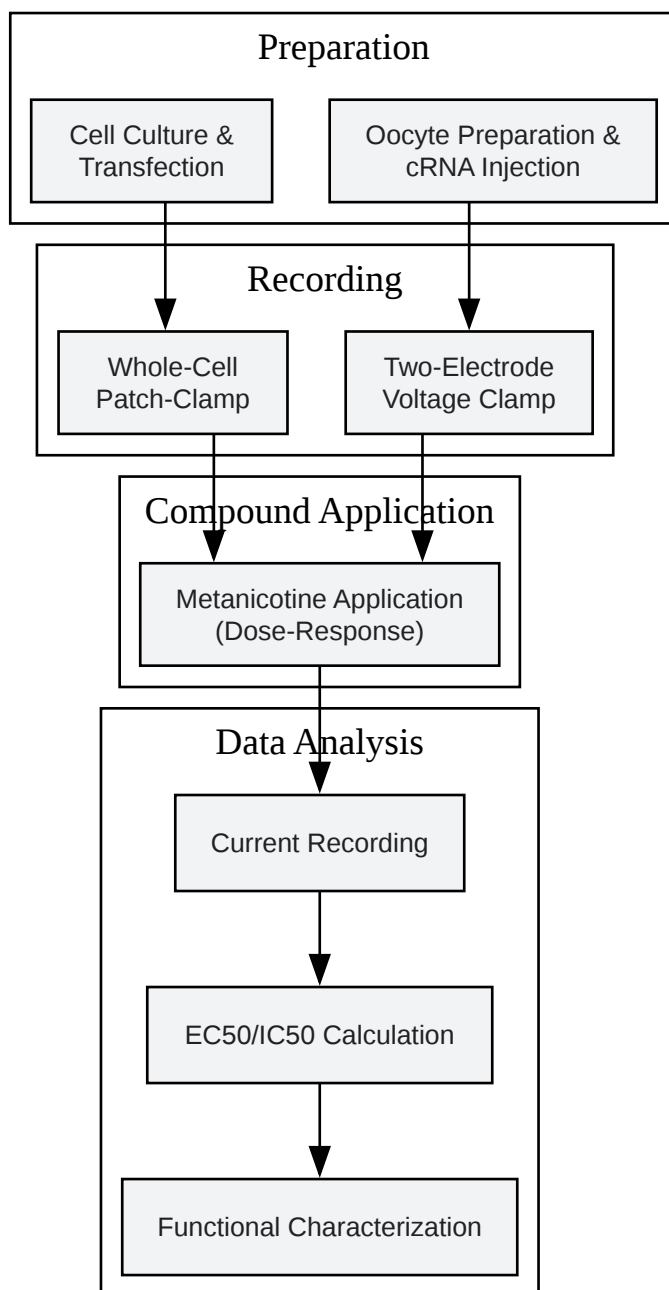 Preparation
Cell Culture &
Transfection
Oocyte Preparation &
cRNA Injection
Recording
Whole-Cell
Patch-Clamp
Two-Electrode
Voltage Clamp
Compound Application
Metanicotine Application
(Dose-Response)
Data Analysis
Current Recording
EC50/IC50 Calculation
Functional Characterization